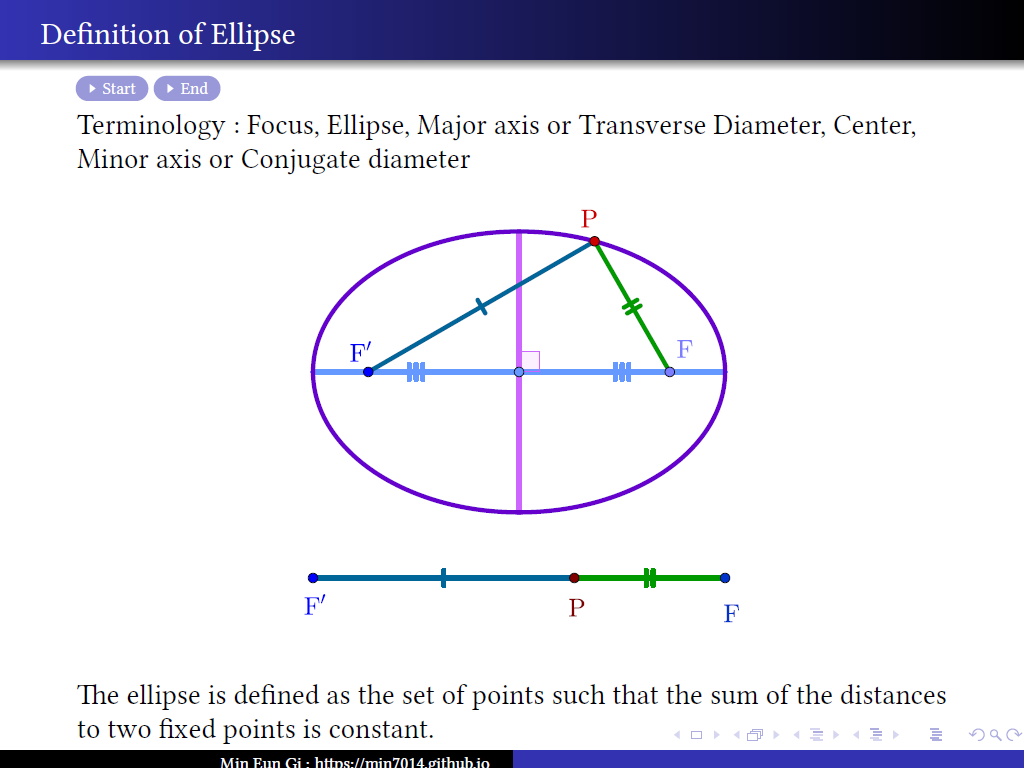 Definition of Ellipse
Start End
Terminology : Focus, Ellipse, Major axis or Transverse Diameter, Center,
Minor axis or Conjugate diameter
P
F′
F
F′
P
F
The ellipse is defined as the set of points such that the sum of the distances
to two fixed points is constant.
Min Eun Gi : https://min7014.github.io